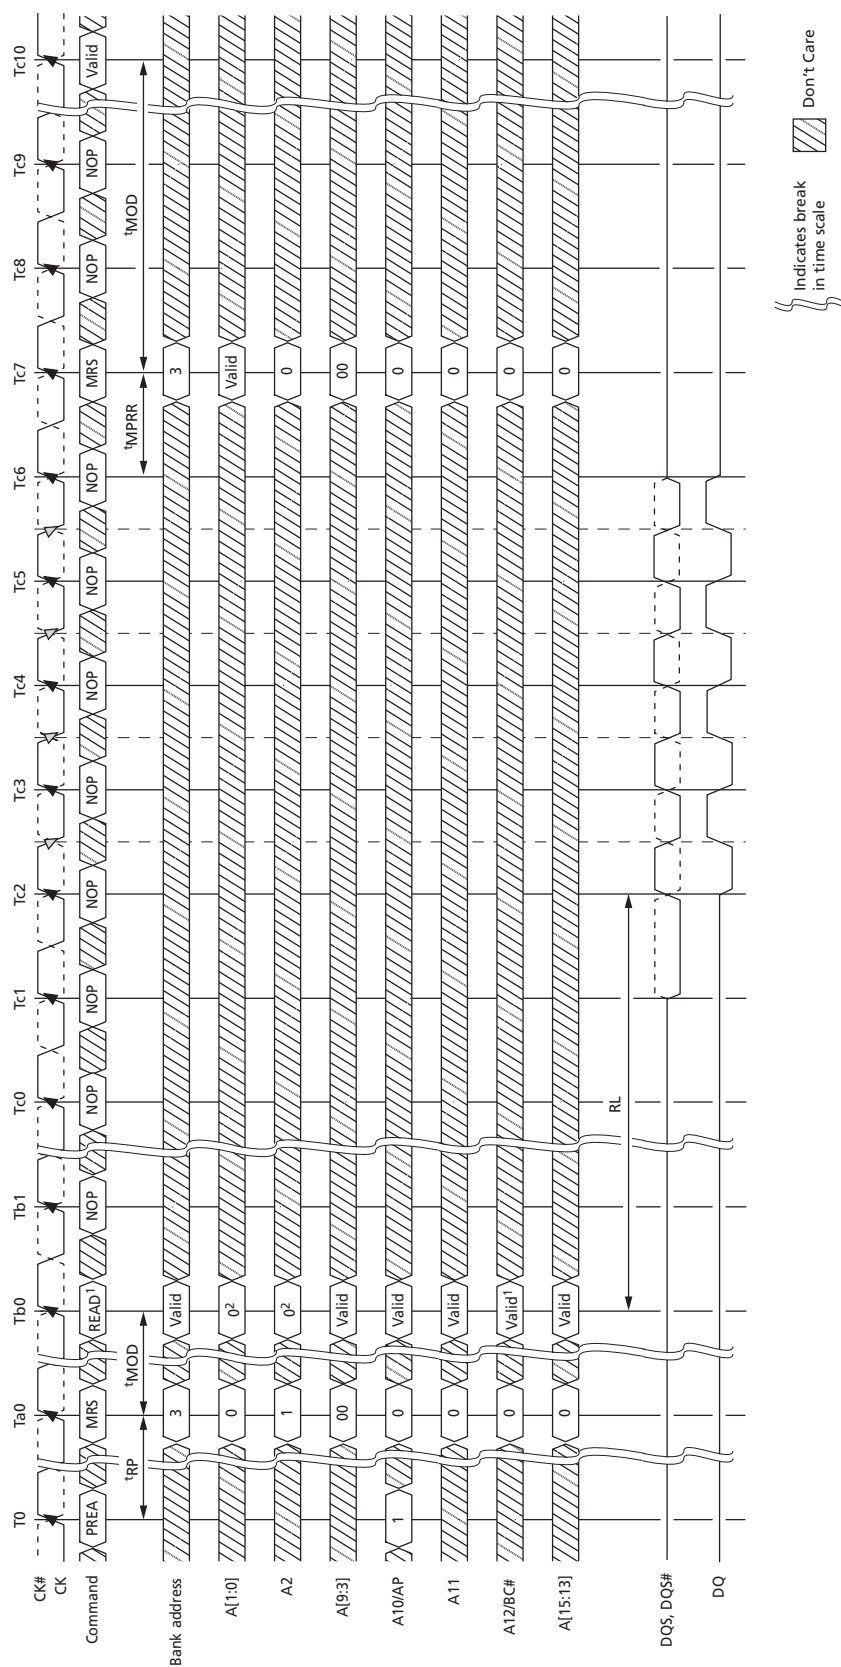 T0 Ta0 Tb0 Tb1 Tc0 Tc1 Tc2 Tc3 Tc4 Tc5 Tc6 Tc7 Tc8 Tc9 Tc10
CK#
CK
Command PREA MRS READ1 NOP NOP NOP NOP NOP NOP NOP NOP MRS NOP NOP Valid
tRP tMOD tMPRR tMOD
Bank address 3 Valid 3
A[1:0] 0 02 Valid
A2 1 02 0
A[9:3] 00 Valid 00
A10/AP 1 0 Valid 0
A11 0 Valid 0
A12/BC# 0 Valid1 0
A[15:13] 0 Valid 0
RL
DQS, DQS#
DQ
Indicates break
in time scale
Don't Care